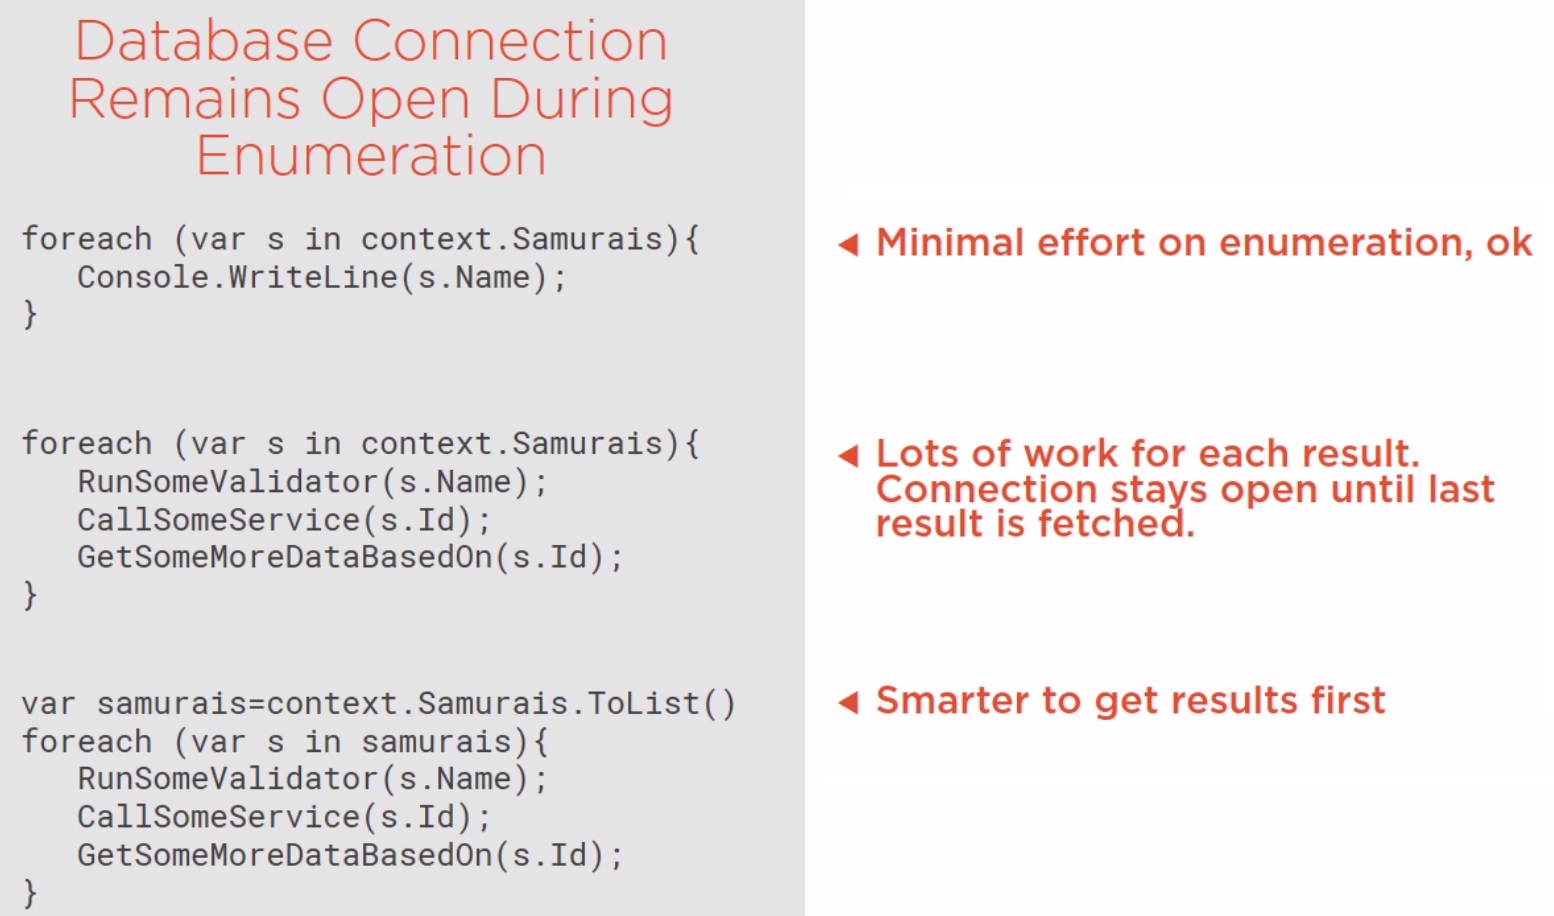 Database Connection
Remains Open During
Enumeration
foreach (var s in context.Samurais){
   Console.WriteLine(s.Name);
}
◄ Minimal effort on enumeration, ok
foreach (var s in context.Samurais){
   RunSomeValidator(s.Name);
   CallSomeService(s.Id);
   GetSomeMoreDataBasedOn(s.Id);
}
◄ Lots of work for each result.
Connection stays open until last
result is fetched.
var samurais=context.Samurais.ToList()
foreach (var s in samurais){
   RunSomeValidator(s.Name);
   CallSomeService(s.Id);
   GetSomeMoreDataBasedOn(s.Id);
}
◄ Smarter to get results first